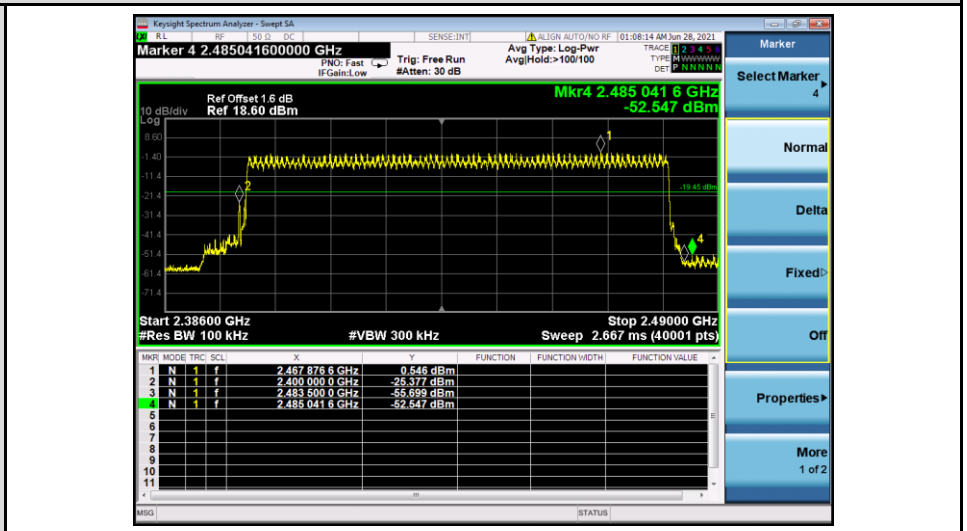 Keysight Spectrum Analyzer - Swept SA
RL RF 50 Ω DC SENSE:INT ALIGN AUTO/NO RF 01:08:14 AM Jun 28, 2021
Marker 4 2.485041600000 GHz
PNO: Fast
IFGain:Low
Trig: Free Run
#Atten: 30 dB
Avg Type: Log-Pwr
Avg|Hold:>100/100
TRACE 1 2 3 4 5 6
TYPE MWWWWW
DET P N N N N N
Mkr4 2.485 041 6 GHz
-52.547 dBm
Ref Offset 1.6 dB
10 dB/div Ref 18.60 dBm
Log
8.60
-1.40
-11.4
-21.4
-31.4
-41.4
-51.4
-61.4
-71.4
1
2
4
-19.45 dBm
Start 2.38600 GHz Stop 2.49000 GHz
#Res BW 100 kHz #VBW 300 kHz Sweep 2.667 ms (40001 pts)
MKR MODE TRC SCL X Y FUNCTION FUNCTION WIDTH FUNCTION VALUE
1 N 1 f 2.467 876 6 GHz 0.546 dBm
2 N 1 f 2.400 000 0 GHz -25.377 dBm
3 N 1 f 2.483 500 0 GHz -55.699 dBm
4 N 1 f 2.485 041 6 GHz -52.547 dBm
5
6
7
8
9
10
11
MSG STATUS
Marker
Select Marker
4
Normal
Delta
Fixed
Off
Properties
More
1 of 2